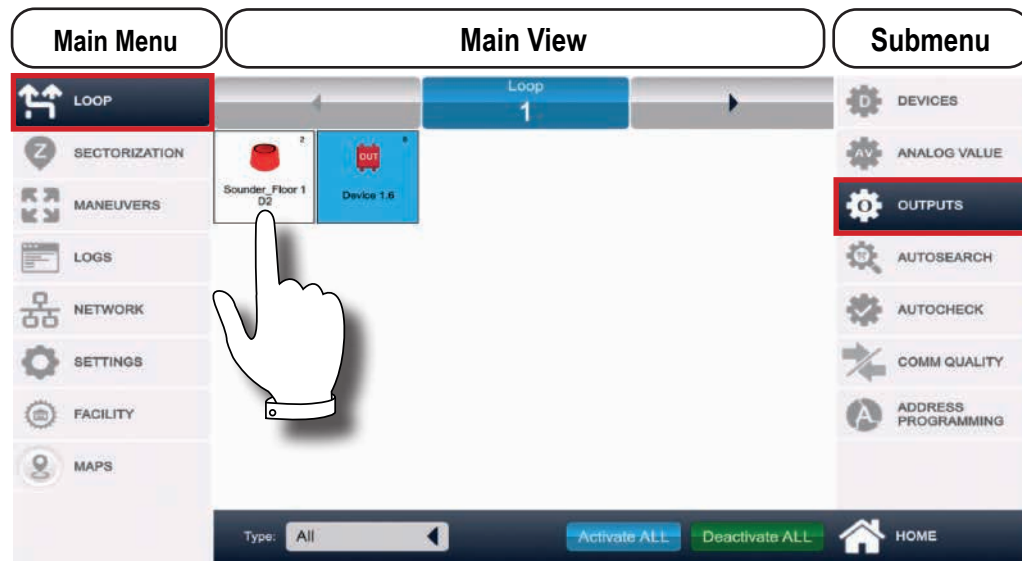 Main Menu
Main View
Submenu
LOOP
SECTORIZATION
MANEUVERS
LOGS
NETWORK
SETTINGS
FACILITY
MAPS
Loop
1
2
Sounder_Floor 1
D2
6
OUT
Device 1.6
D
DEVICES
AV
ANALOG VALUE
O
OUTPUTS
AUTOSEARCH
AUTOCHECK
COMM QUALITY
A
ADDRESS
PROGRAMMING
Z
Type: All
Activate ALL
Deactivate ALL
HOME